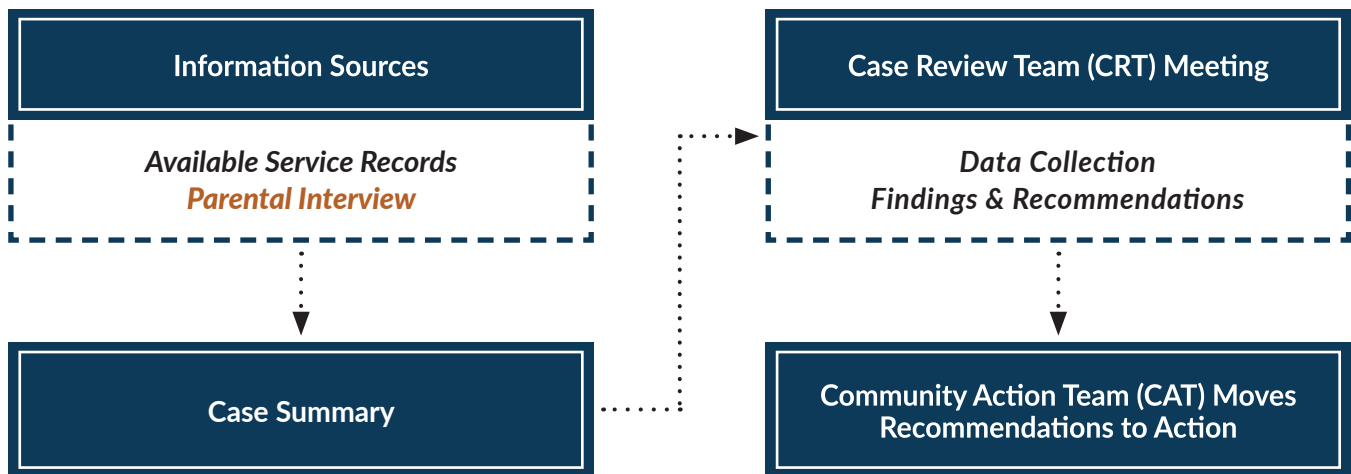 Information Sources
Available Service Records
Parental Interview
Case Summary
Case Review Team (CRT) Meeting
Data Collection
Findings & Recommendations
Community Action Team (CAT) Moves
Recommendations to Action